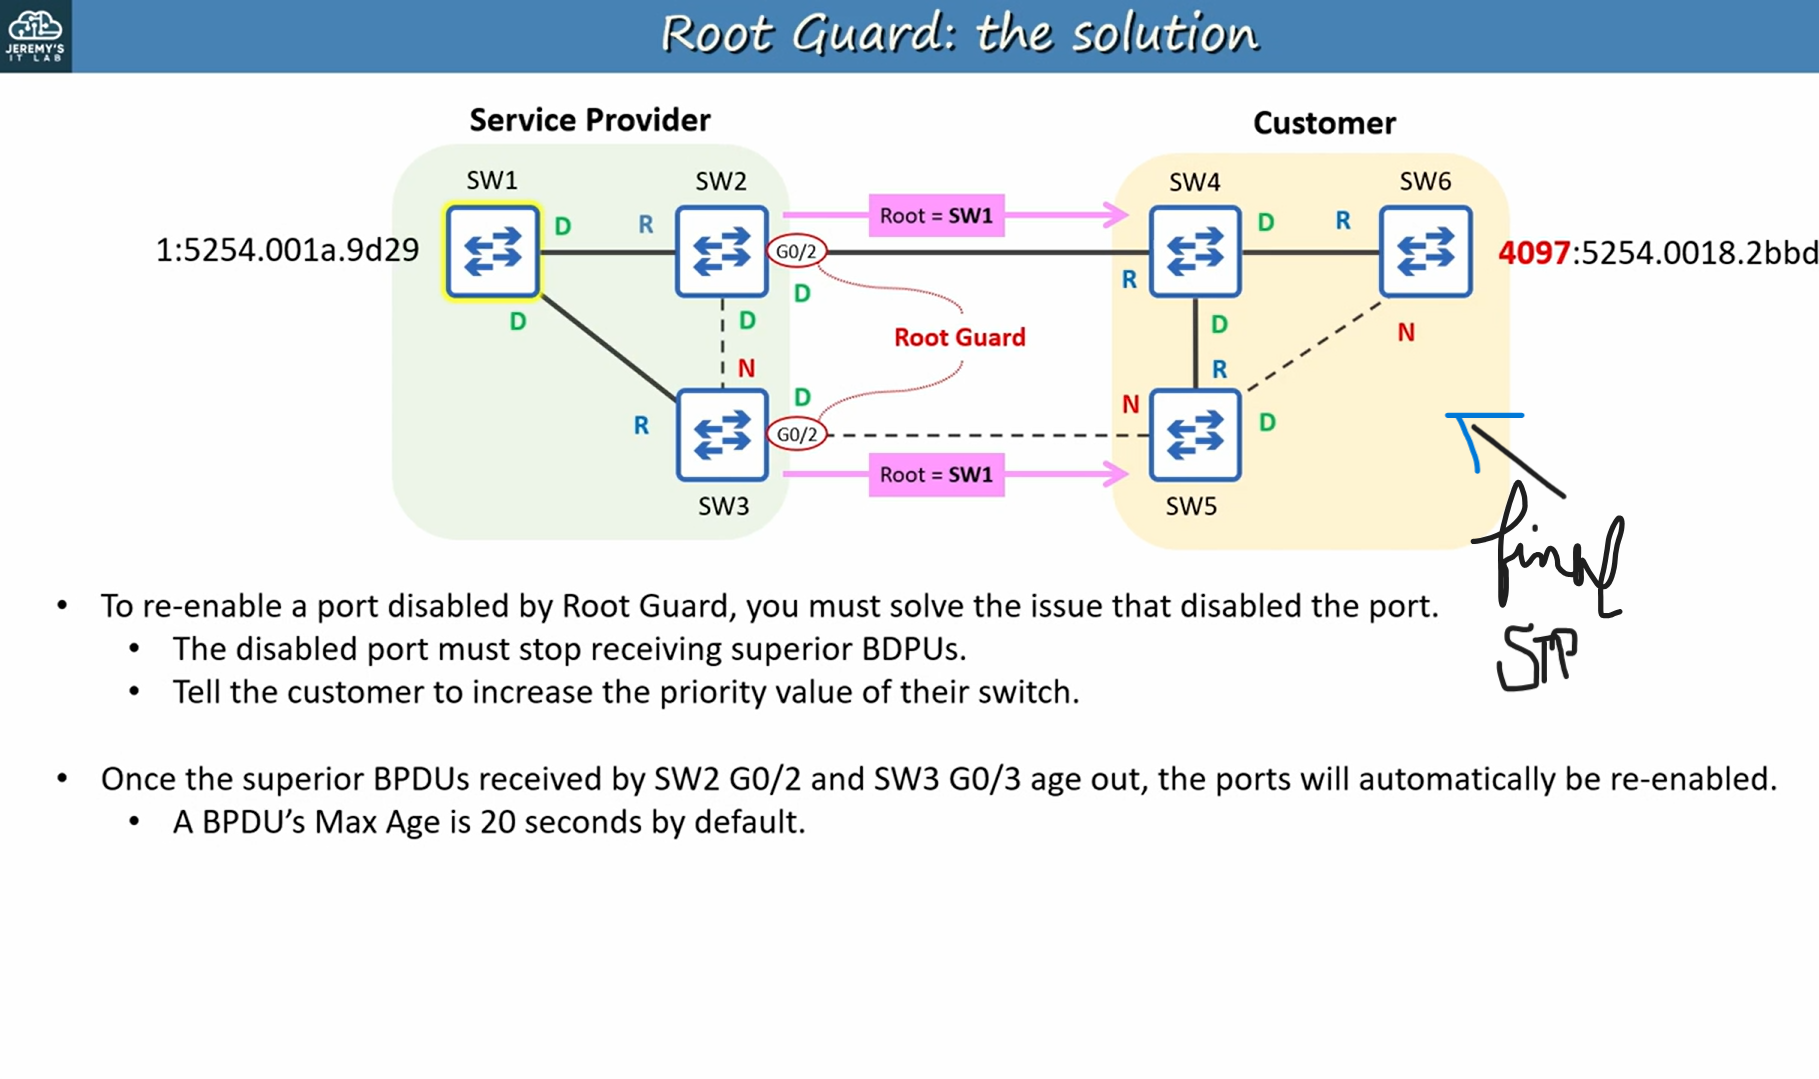 JEREMY'S
IT LAB
Root Guard: the solution
Service Provider
Customer
SW1
SW2
SW4
SW6
D
R
Root = SW1
D
R
1:5254.001a.9d29
G0/2
4097:5254.0018.2bbd
R
D
D
D
Root Guard
D
N
N
R
D
N
R
G0/2
D
Root = SW1
SW3
SW5
final
STP
• To re-enable a port disabled by Root Guard, you must solve the issue that disabled the port.
• The disabled port must stop receiving superior BDPUs.
• Tell the customer to increase the priority value of their switch.
• Once the superior BPDUs received by SW2 G0/2 and SW3 G0/3 age out, the ports will automatically be re-enabled.
• A BPDU's Max Age is 20 seconds by default.